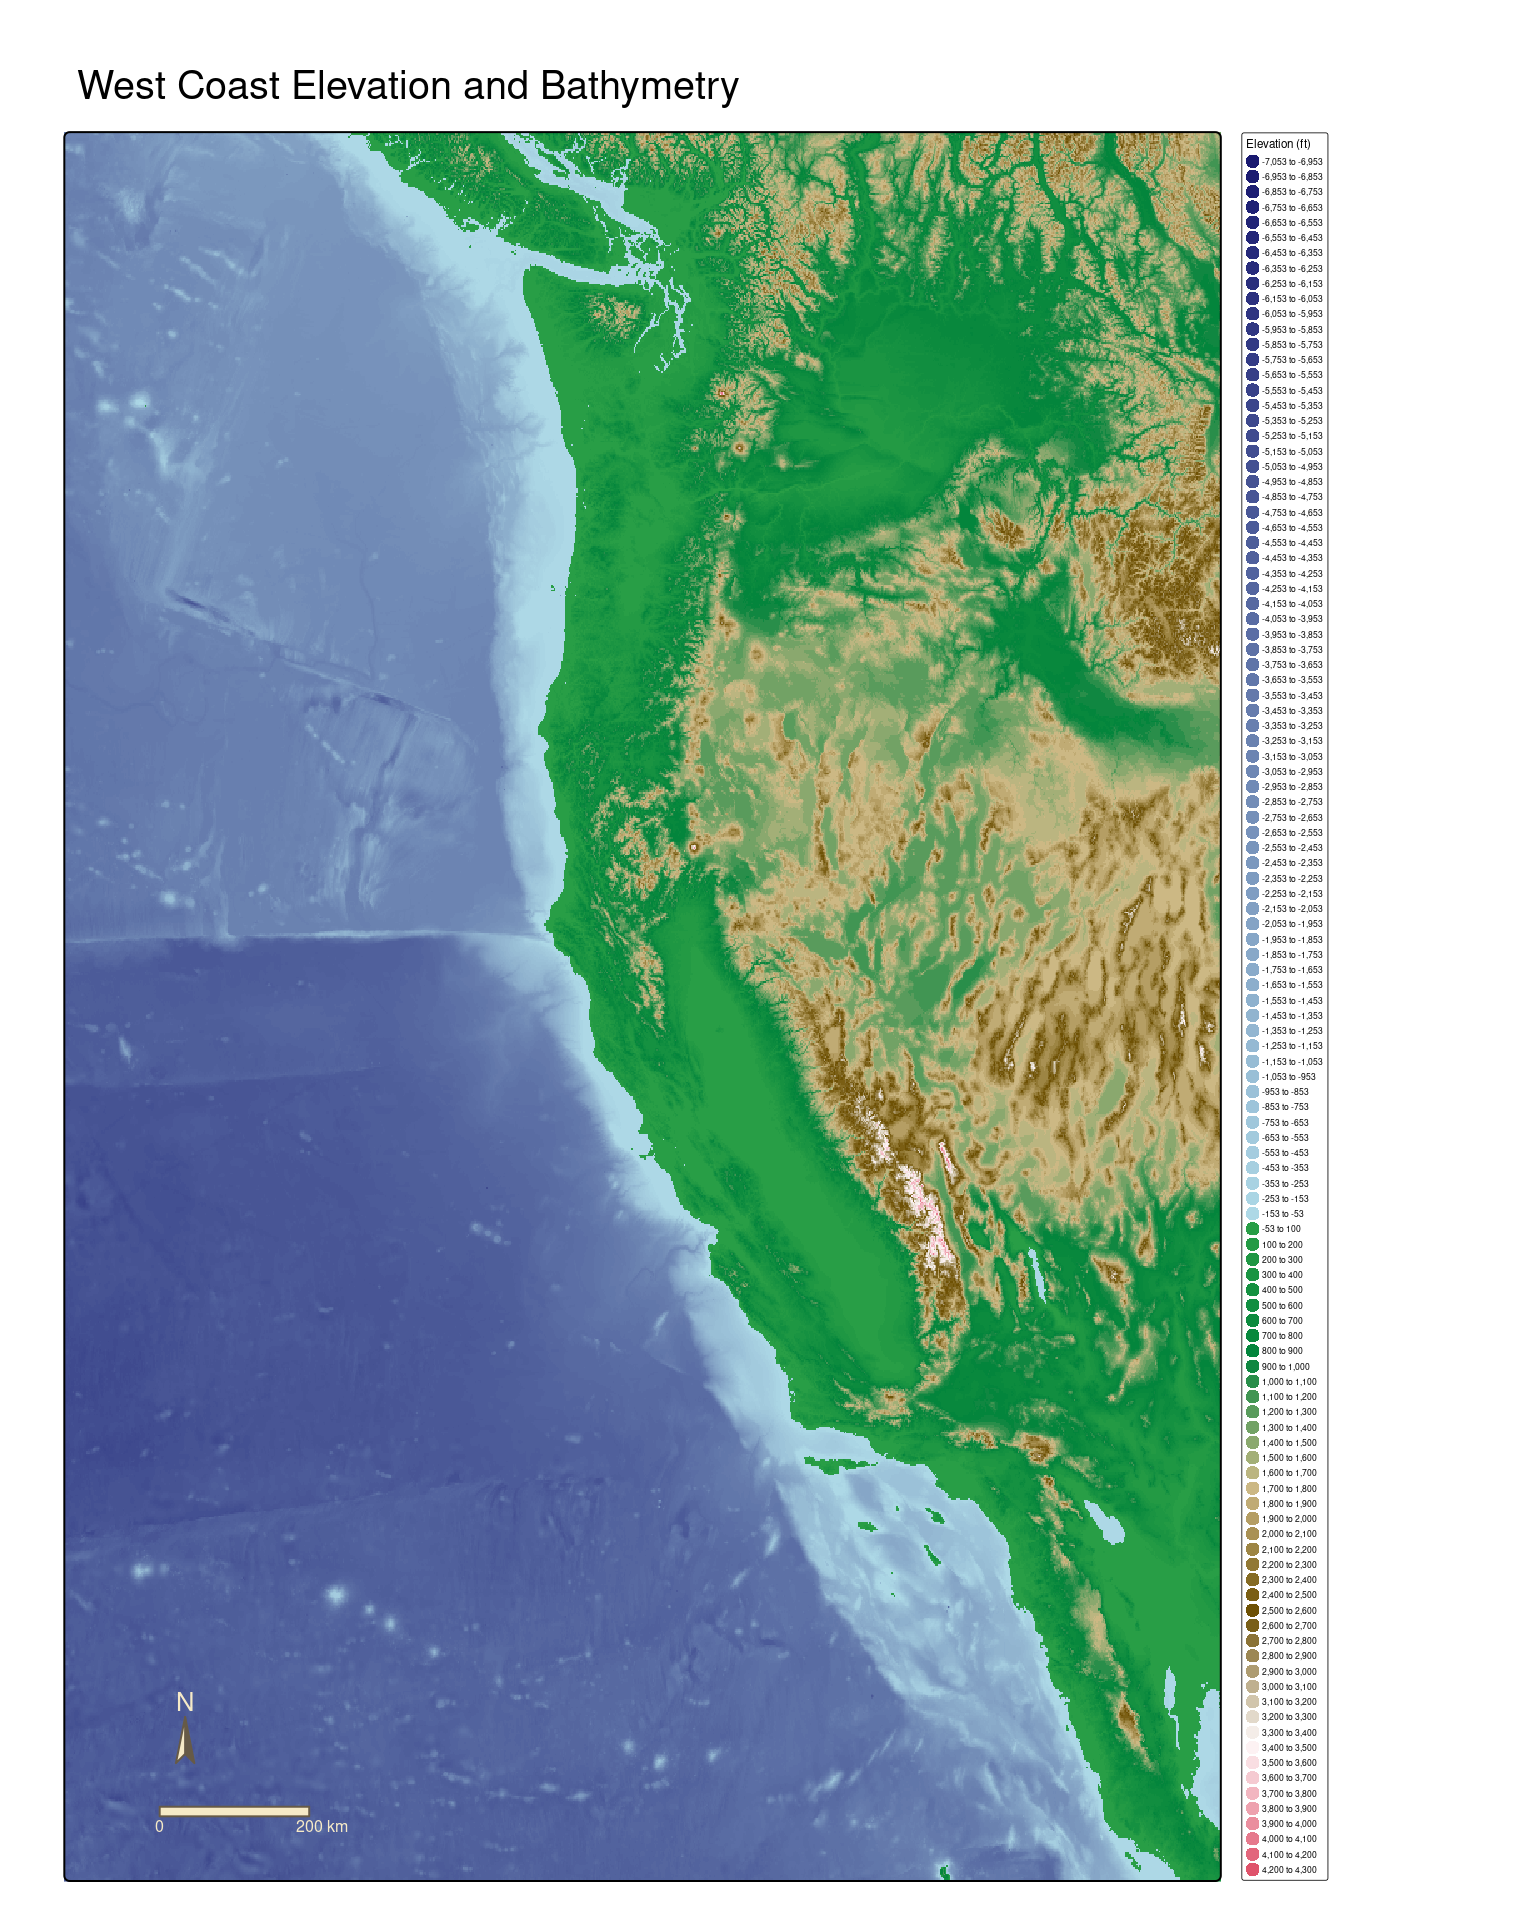 West Coast Elevation and Bathymetry
Elevation (ft)
-7,053 to -6,953
-6,953 to -6,853
-6,853 to -6,753
-6,753 to -6,653
-6,653 to -6,553
-6,553 to -6,453
-6,453 to -6,353
-6,353 to -6,253
-6,253 to -6,153
-6,153 to -6,053
-6,053 to -5,953
-5,953 to -5,853
-5,853 to -5,753
-5,753 to -5,653
-5,653 to -5,553
-5,553 to -5,453
-5,453 to -5,353
-5,353 to -5,253
-5,253 to -5,153
-5,153 to -5,053
-5,053 to -4,953
-4,953 to -4,853
-4,853 to -4,753
-4,753 to -4,653
-4,653 to -4,553
-4,553 to -4,453
-4,453 to -4,353
-4,353 to -4,253
-4,253 to -4,153
-4,153 to -4,053
-4,053 to -3,953
-3,953 to -3,853
-3,853 to -3,753
-3,753 to -3,653
-3,653 to -3,553
-3,553 to -3,453
-3,453 to -3,353
-3,353 to -3,253
-3,253 to -3,153
-3,153 to -3,053
-3,053 to -2,953
-2,953 to -2,853
-2,853 to -2,753
-2,753 to -2,653
-2,653 to -2,553
-2,553 to -2,453
-2,453 to -2,353
-2,353 to -2,253
-2,253 to -2,153
-2,153 to -2,053
-2,053 to -1,953
-1,953 to -1,853
-1,853 to -1,753
-1,753 to -1,653
-1,653 to -1,553
-1,553 to -1,453
-1,453 to -1,353
-1,353 to -1,253
-1,253 to -1,153
-1,153 to -1,053
-1,053 to -953
-953 to -853
-853 to -753
-753 to -653
-653 to -553
-553 to -453
-453 to -353
-353 to -253
-253 to -153
-153 to -53
-53 to 100
100 to 200
200 to 300
300 to 400
400 to 500
500 to 600
600 to 700
700 to 800
800 to 900
900 to 1,000
1,000 to 1,100
1,100 to 1,200
1,200 to 1,300
1,300 to 1,400
1,400 to 1,500
1,500 to 1,600
1,600 to 1,700
1,700 to 1,800
1,800 to 1,900
1,900 to 2,000
2,000 to 2,100
2,100 to 2,200
2,200 to 2,300
2,300 to 2,400
2,400 to 2,500
2,500 to 2,600
2,600 to 2,700
2,700 to 2,800
2,800 to 2,900
2,900 to 3,000
3,000 to 3,100
3,100 to 3,200
3,200 to 3,300
3,300 to 3,400
3,400 to 3,500
3,500 to 3,600
3,600 to 3,700
3,700 to 3,800
3,800 to 3,900
3,900 to 4,000
4,000 to 4,100
4,100 to 4,200
4,200 to 4,300
N
0 200 km